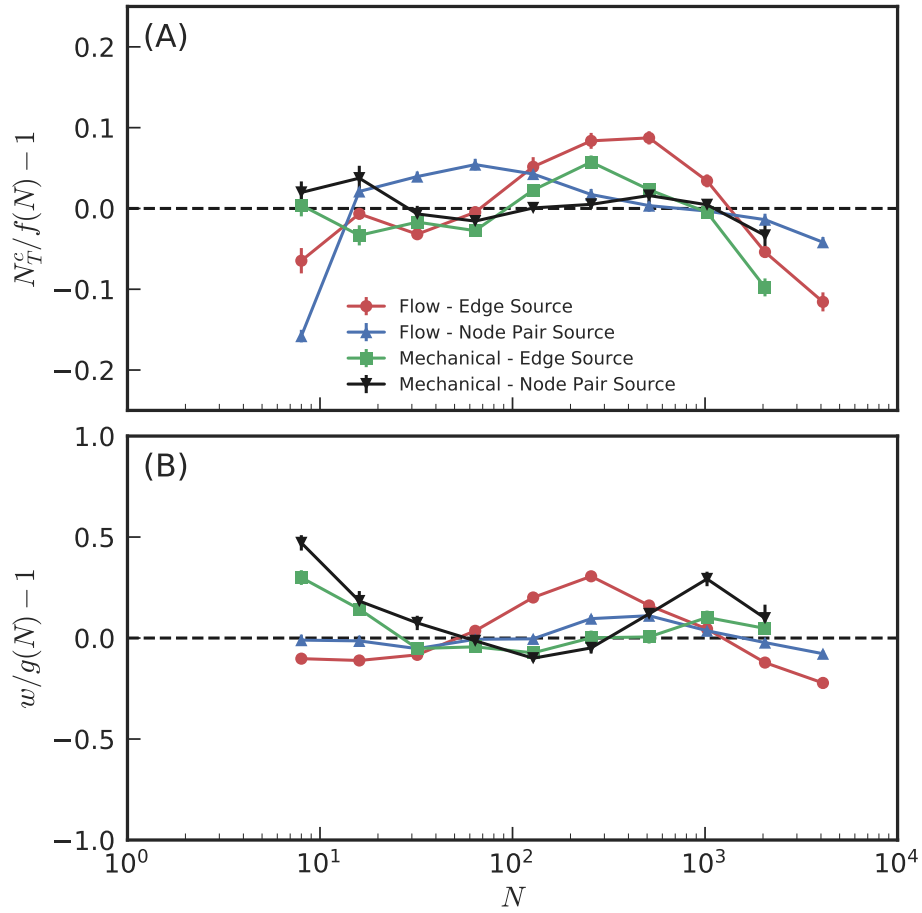 (A)
0.2
0.1
0.0
−0.1
−0.2
N_T^c/f(N) − 1
Flow - Edge Source
Flow - Node Pair Source
Mechanical - Edge Source
Mechanical - Node Pair Source
(B)
1.0
0.5
0.0
−0.5
−1.0
w/g(N) − 1
10^0 10^1 10^2 10^3 10^4
N